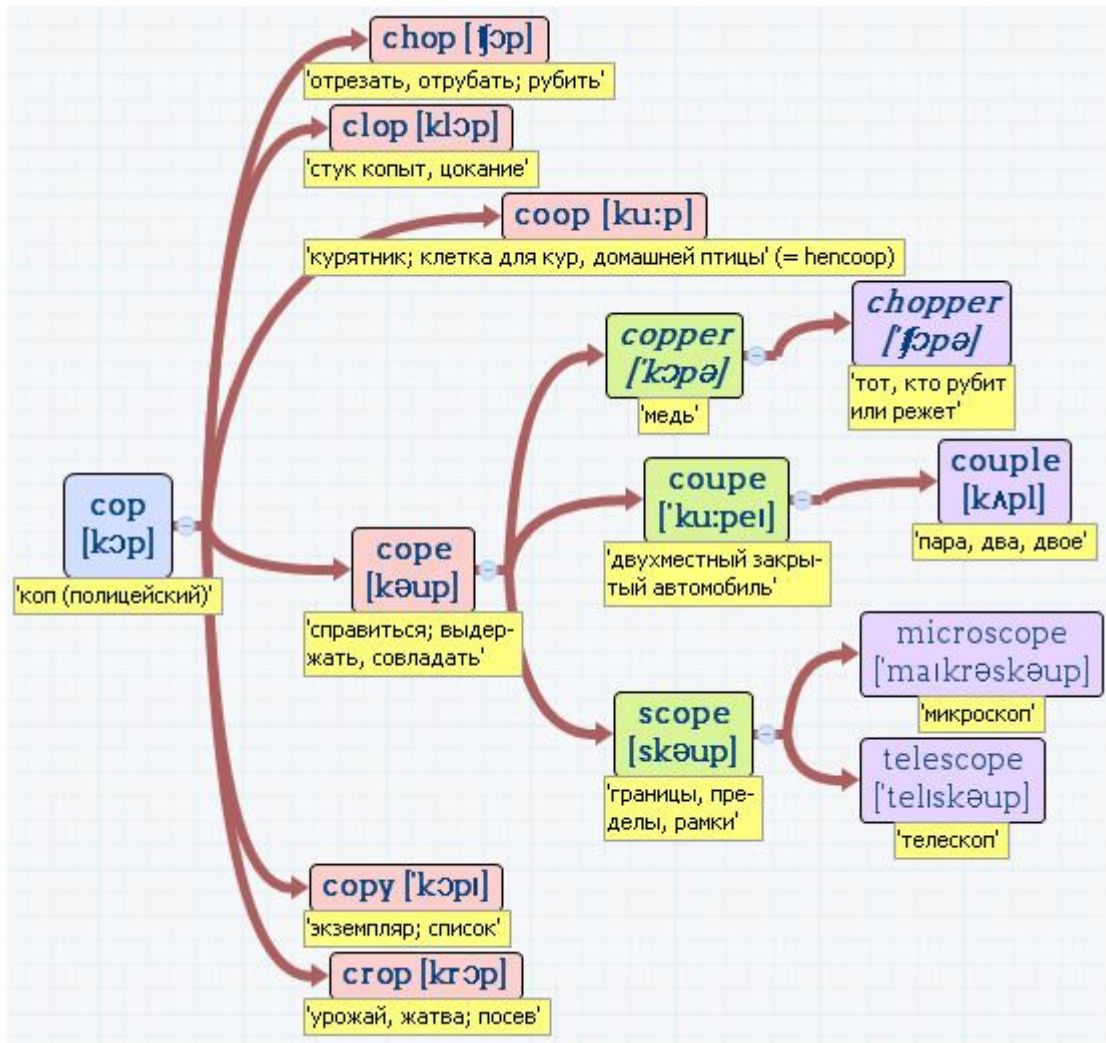 chop [ʧɔp]
'отрезать, отрубать; рубить'
clop [klɔp]
'стук копыт, цокание'
coop [ku:p]
'курятник; клетка для кур, домашней птицы' (= hencoop)
cop
[kɔp]
'коп (полицейский)'
cope
[kəup]
'справиться; выдер-
жать, совладать'
copper
['kɔpə]
'медь'
chopper
['ʧɔpə]
'тот, кто рубит
или режет'
coupe
['ku:peɪ]
'двухместный закры-
тый автомобиль'
couple
[kʌpl]
'пара, два, двое'
scope
[skəup]
'границы, пре-
делы, рамки'
microscope
['maɪkrəskəup]
'микроскоп'
telescope
['telɪskəup]
'телескоп'
copy ['kɔpɪ]
'экземпляр; список'
crop [krɔp]
'урожай, жатва; посев'